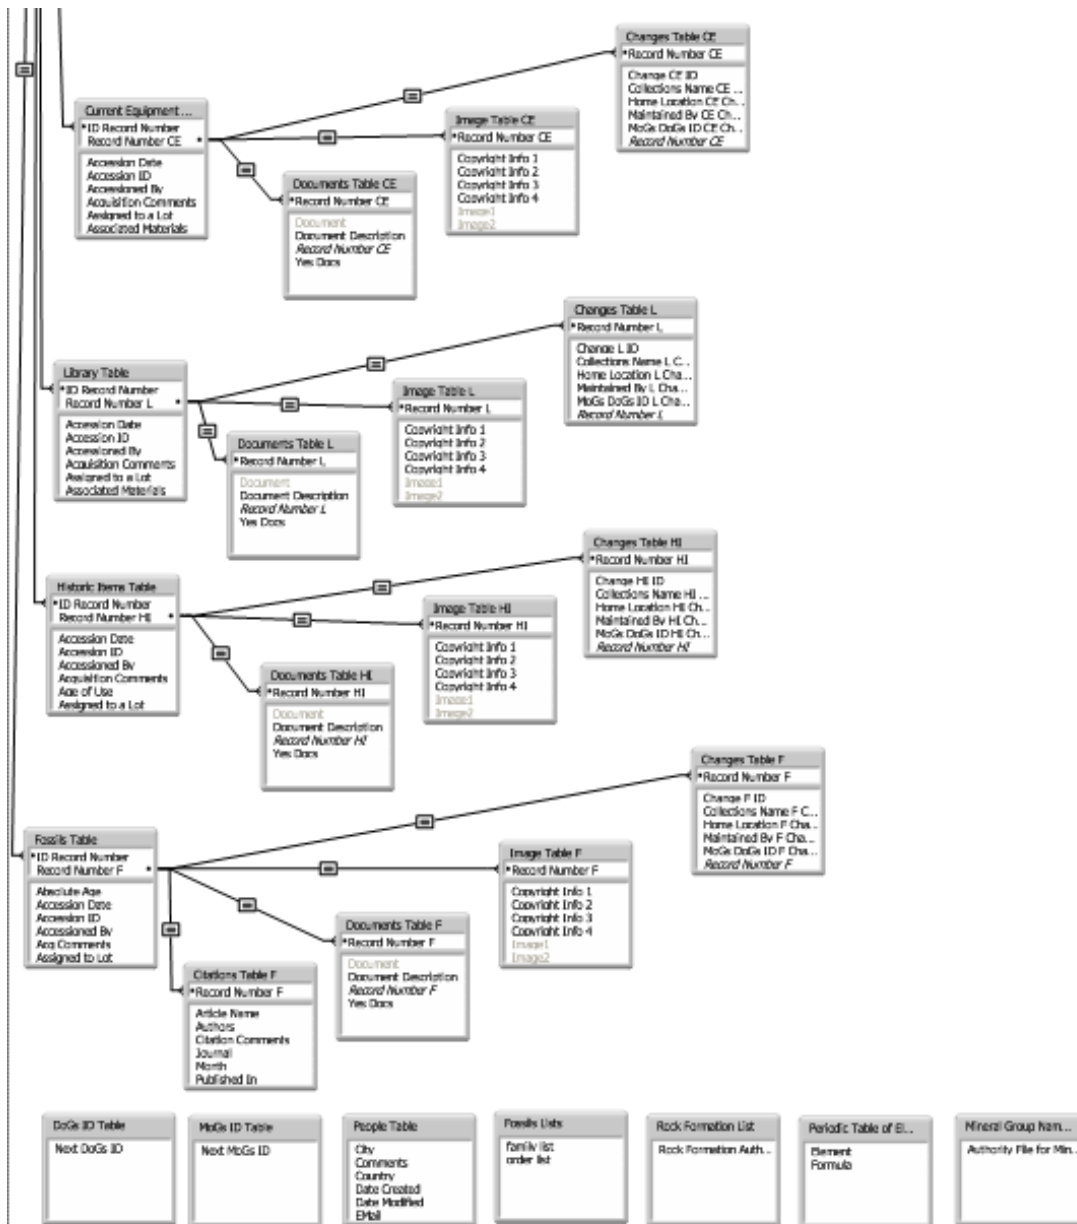 Changes Table CE
*Record Number CE
Change CE ID
Collections Name CE ...
Home Location CE Ch...
Maintained By CE Ch...
MoGs DoGs ID CE Ch...
Record Number CE
Current Equipment ...
*ID Record Number
Record Number CE
Accession Date
Accession ID
Accessioned By
Acquisition Comments
Assigned to a Lot
Associated Materials
Image Table CE
*Record Number CE
Copyright Info 1
Copyright Info 2
Copyright Info 3
Copyright Info 4
Image1
Image2
Documents Table CE
*Record Number CE
Document
Document Description
Record Number CE
Yes Docs
Changes Table L
*Record Number L
Change L ID
Collections Name L C...
Home Location L Cha...
Maintained By L Cha...
MoGs DoGs ID L Cha...
Record Number L
Library Table
*ID Record Number
Record Number L
Accession Date
Accession ID
Accessioned By
Acquisition Comments
Assigned to a Lot
Associated Materials
Image Table L
*Record Number L
Copyright Info 1
Copyright Info 2
Copyright Info 3
Copyright Info 4
Image1
Image2
Documents Table L
*Record Number L
Document
Document Description
Record Number L
Yes Docs
Changes Table HI
*Record Number HI
Change HI ID
Collections Name HI ...
Home Location HI Ch...
Maintained By HI Ch...
MoGs DoGs ID HI Ch...
Record Number HI
Historic Items Table
*ID Record Number
Record Number HI
Accession Date
Accession ID
Accessioned By
Acquisition Comments
Age of Use
Assigned to a Lot
Image Table HI
*Record Number HI
Copyright Info 1
Copyright Info 2
Copyright Info 3
Copyright Info 4
Image1
Image2
Documents Table HI
*Record Number HI
Document
Document Description
Record Number HI
Yes Docs
Changes Table F
*Record Number F
Change F ID
Collections Name F C...
Home Location F Cha...
Maintained By F Cha...
MoGs DoGs ID F Cha...
Record Number F
Fossils Table
*ID Record Number
Record Number F
Absolute Age
Accession Date
Accession ID
Accessioned By
Acq Comments
Assigned to Lot
Image Table F
*Record Number F
Copyright Info 1
Copyright Info 2
Copyright Info 3
Copyright Info 4
Image1
Image2
Documents Table F
*Record Number F
Document
Document Description
Record Number F
Yes Docs
Citations Table F
*Record Number F
Article Name
Authors
Citation Comments
Journal
Month
Published In
DoGs ID Table
Next DoGs ID
MoGs ID Table
Next MoGs ID
People Table
City
Comments
Country
Date Created
Date Modified
EMail
Fossils Lists
family list
order list
Rock Formation List
Rock Formation Auth...
Periodic Table of El...
Element
Formula
Mineral Group Nam...
Authority File for Min...